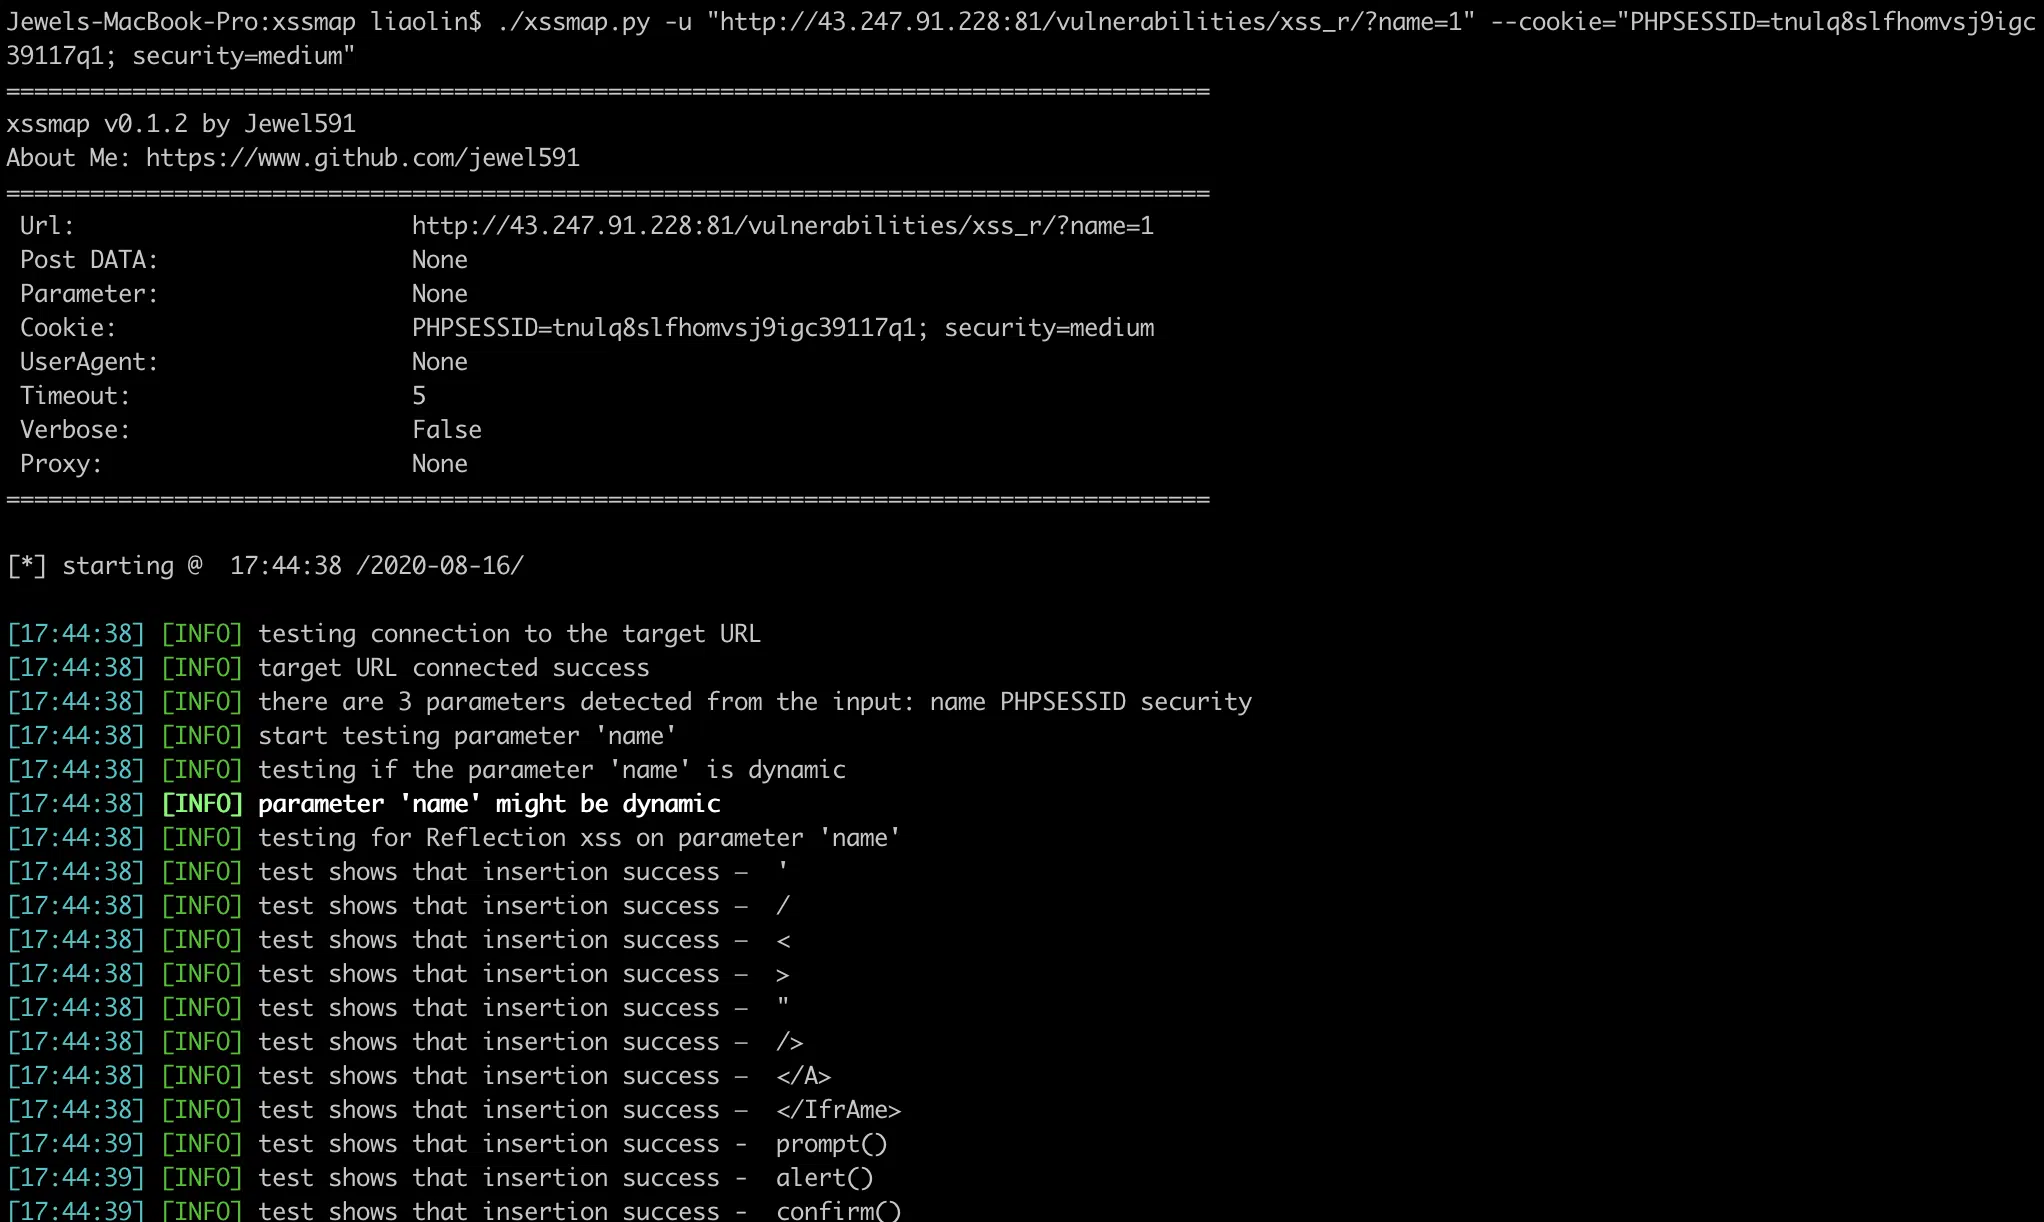 Jewels-MacBook-Pro:xssmap liaolin$ ./xssmap.py -u "http://43.247.91.228:81/vulnerabilities/xss_r/?name=1" --cookie="PHPSESSID=tnulq8slfhomvsj9igc
39117q1; security=medium"
======================================================================================
xssmap v0.1.2 by Jewel591
About Me: https://www.github.com/jewel591
======================================================================================
Url: http://43.247.91.228:81/vulnerabilities/xss_r/?name=1
Post DATA: None
Parameter: None
Cookie: PHPSESSID=tnulq8slfhomvsj9igc39117q1; security=medium
UserAgent: None
Timeout: 5
Verbose: False
Proxy: None
======================================================================================
[*] starting @  17:44:38 /2020-08-16/
[17:44:38] [INFO] testing connection to the target URL
[17:44:38] [INFO] target URL connected success
[17:44:38] [INFO] there are 3 parameters detected from the input: name PHPSESSID security
[17:44:38] [INFO] start testing parameter 'name'
[17:44:38] [INFO] testing if the parameter 'name' is dynamic
[17:44:38] [INFO] parameter 'name' might be dynamic
[17:44:38] [INFO] testing for Reflection xss on parameter 'name'
[17:44:38] [INFO] test shows that insertion success –  '
[17:44:38] [INFO] test shows that insertion success –  /
[17:44:38] [INFO] test shows that insertion success –  <
[17:44:38] [INFO] test shows that insertion success –  >
[17:44:38] [INFO] test shows that insertion success –  "
[17:44:38] [INFO] test shows that insertion success –  />
[17:44:38] [INFO] test shows that insertion success –  </A>
[17:44:38] [INFO] test shows that insertion success –  </IfrAme>
[17:44:39] [INFO] test shows that insertion success -  prompt()
[17:44:39] [INFO] test shows that insertion success -  alert()
[17:44:39] [INFO] test shows that insertion success -  confirm()